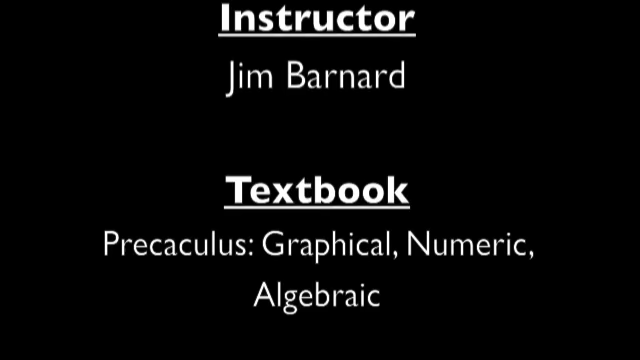 Instructor
Jim Barnard
Textbook
Precaculus: Graphical, Numeric,
Algebraic